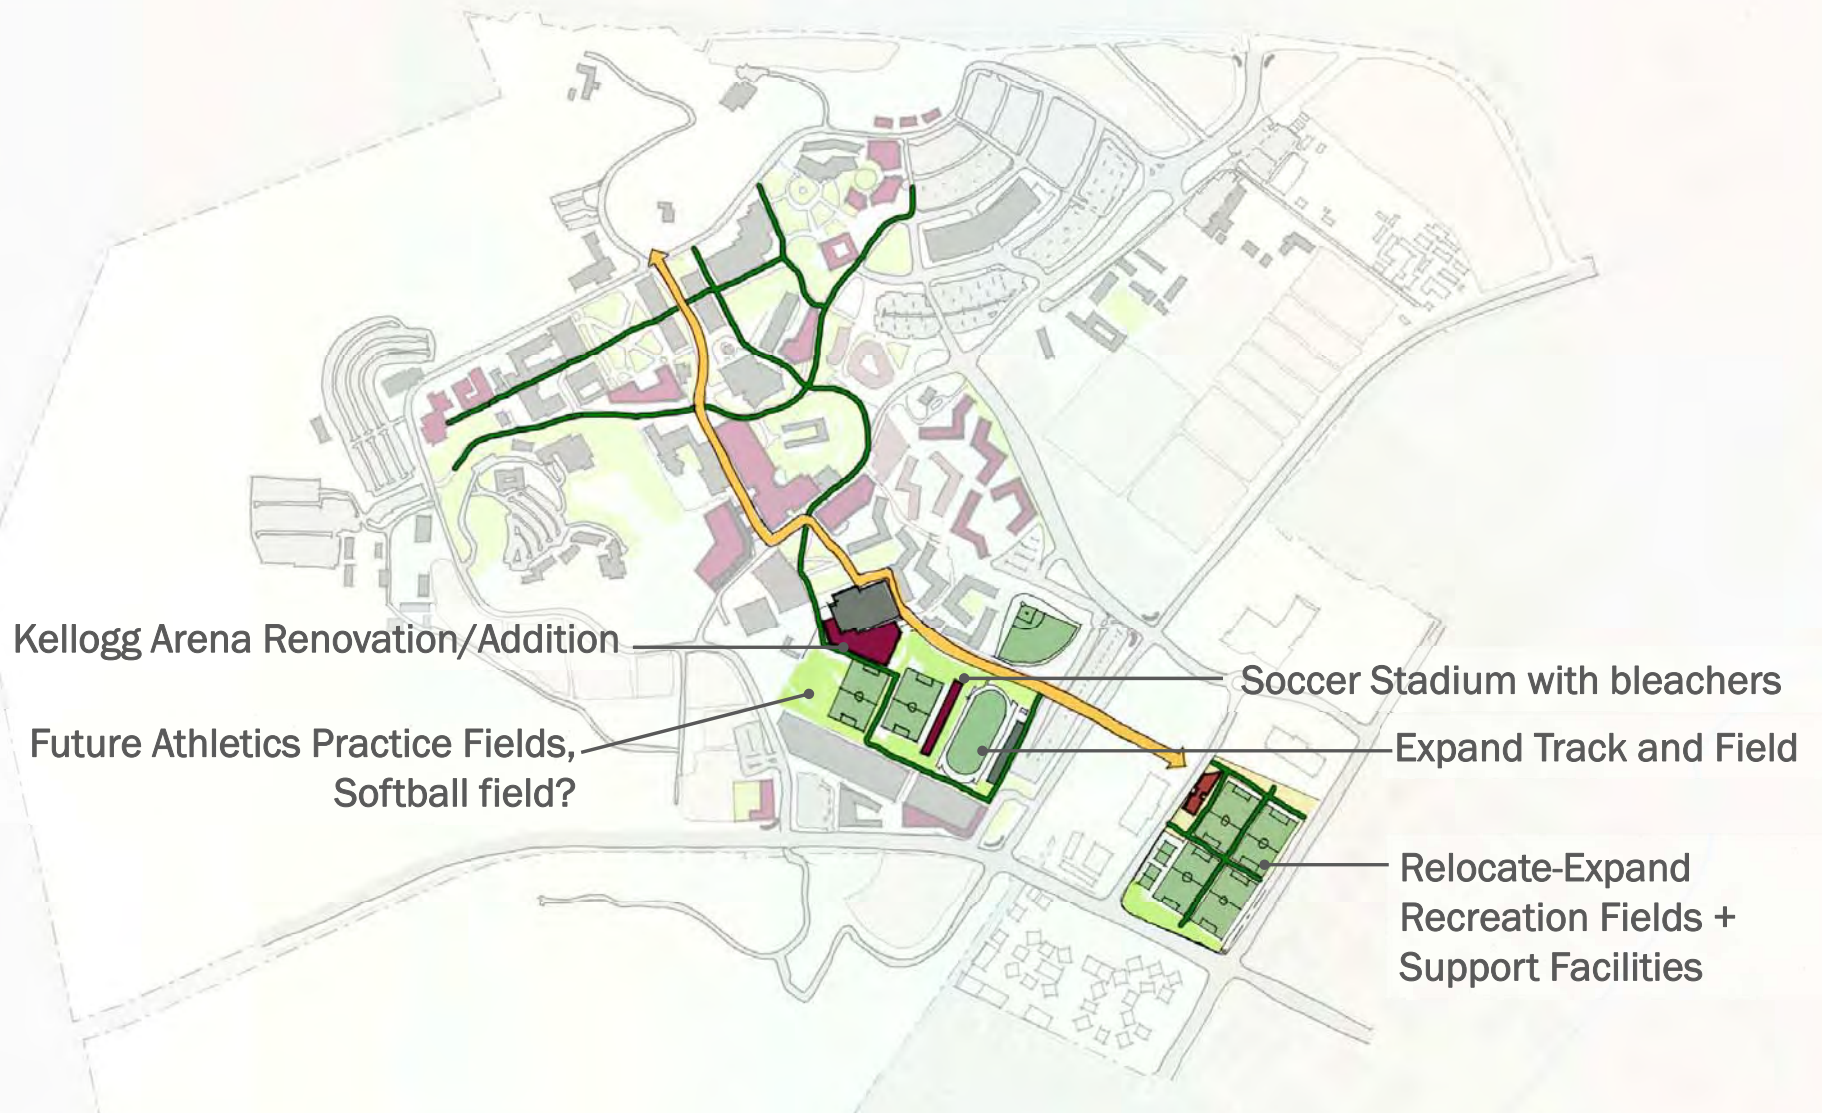 Kellogg Arena Renovation/Addition
Future Athletics Practice Fields,
Softball field?
Soccer Stadium with bleachers
Expand Track and Field
Relocate-Expand
Recreation Fields +
Support Facilities